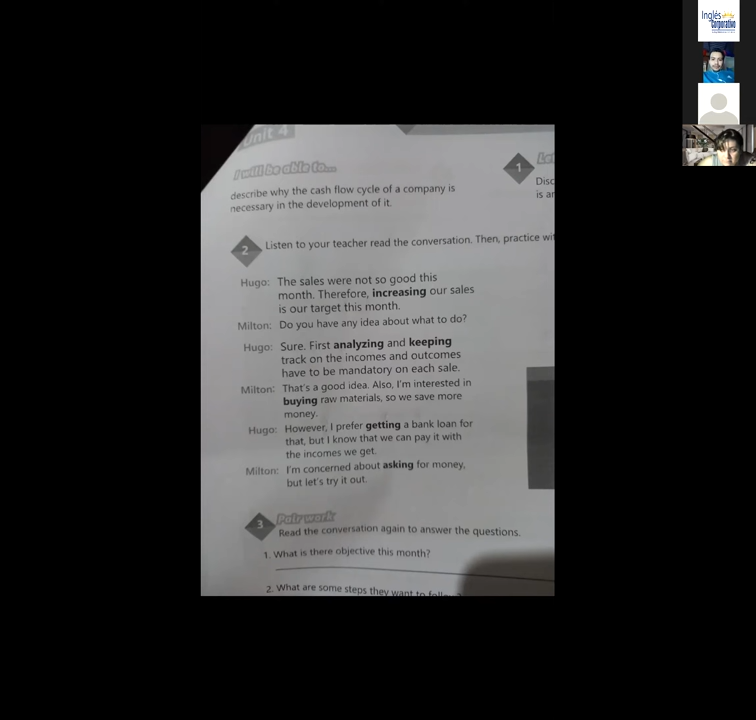 Unit 4
I will be able to...
describe why the cash flow cycle of a company is
necessary in the development of it.
1
Disc
is an
2 Listen to your teacher read the conversation. Then, practice wit
Hugo: The sales were not so good this
month. Therefore, increasing our sales
is our target this month.
Milton: Do you have any idea about what to do?
Hugo: Sure. First analyzing and keeping
track on the incomes and outcomes
have to be mandatory on each sale.
Milton: That's a good idea. Also, I'm interested in
buying raw materials, so we save more
money.
Hugo: However, I prefer getting a bank loan for
that, but I know that we can pay it with
the incomes we get.
Milton: I'm concerned about asking for money,
but let's try it out.
3 Pair work
Read the conversation again to answer the questions.
1. What is there objective this month?
2. What are some steps they want to follow?
Inglés
Corporativo